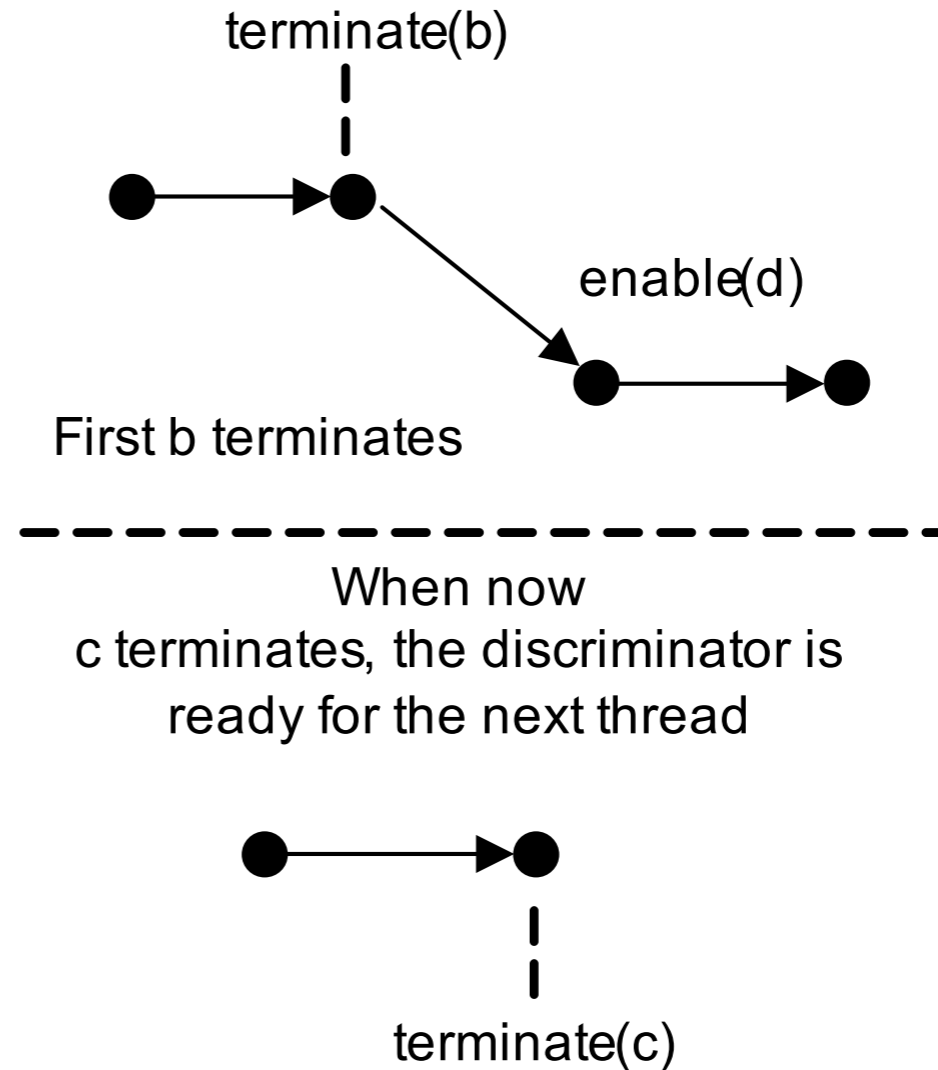 terminate(b)
enable(d)
First b terminates
When now
c terminates, the discriminator is
ready for the next thread
terminate(c)